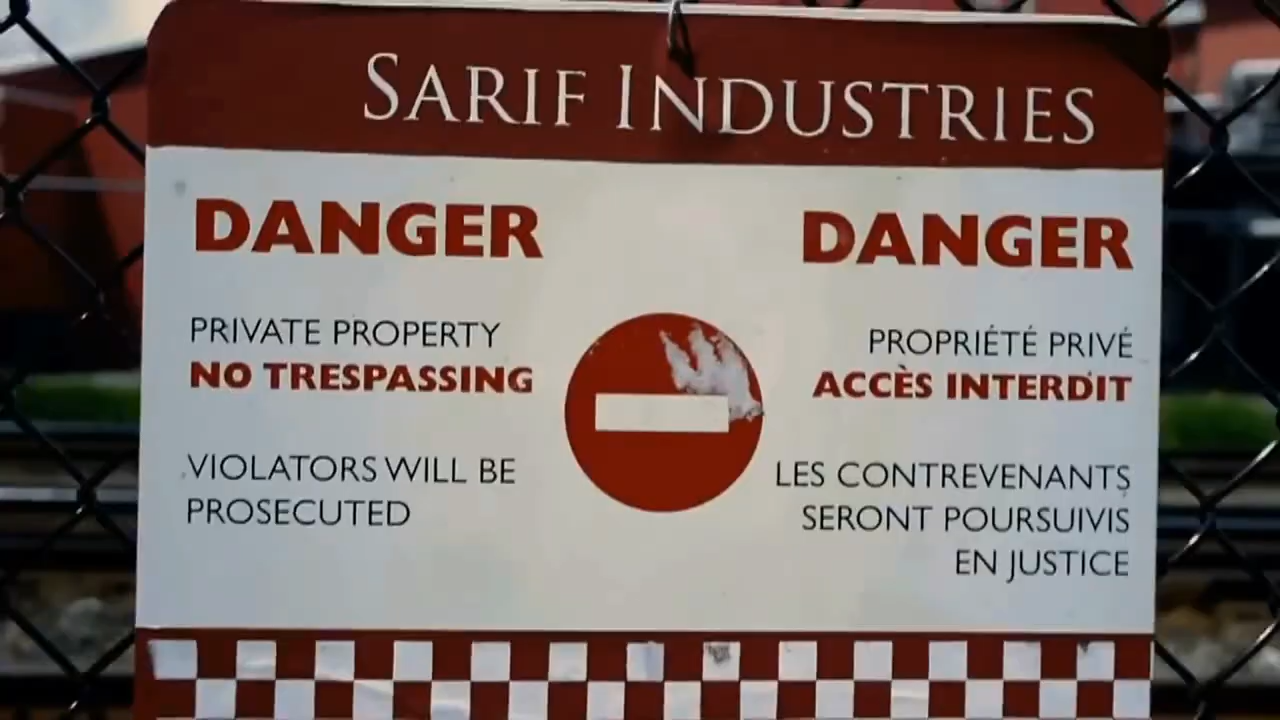 SARIF INDUSTRIES
DANGER
PRIVATE PROPERTY
NO TRESPASSING
VIOLATORS WILL BE
PROSECUTED
DANGER
PROPRIÉTÉ PRIVÉ
ACCÈS INTERDIT
LES CONTREVENANTS
SERONT POURSUIVIS
EN JUSTICE